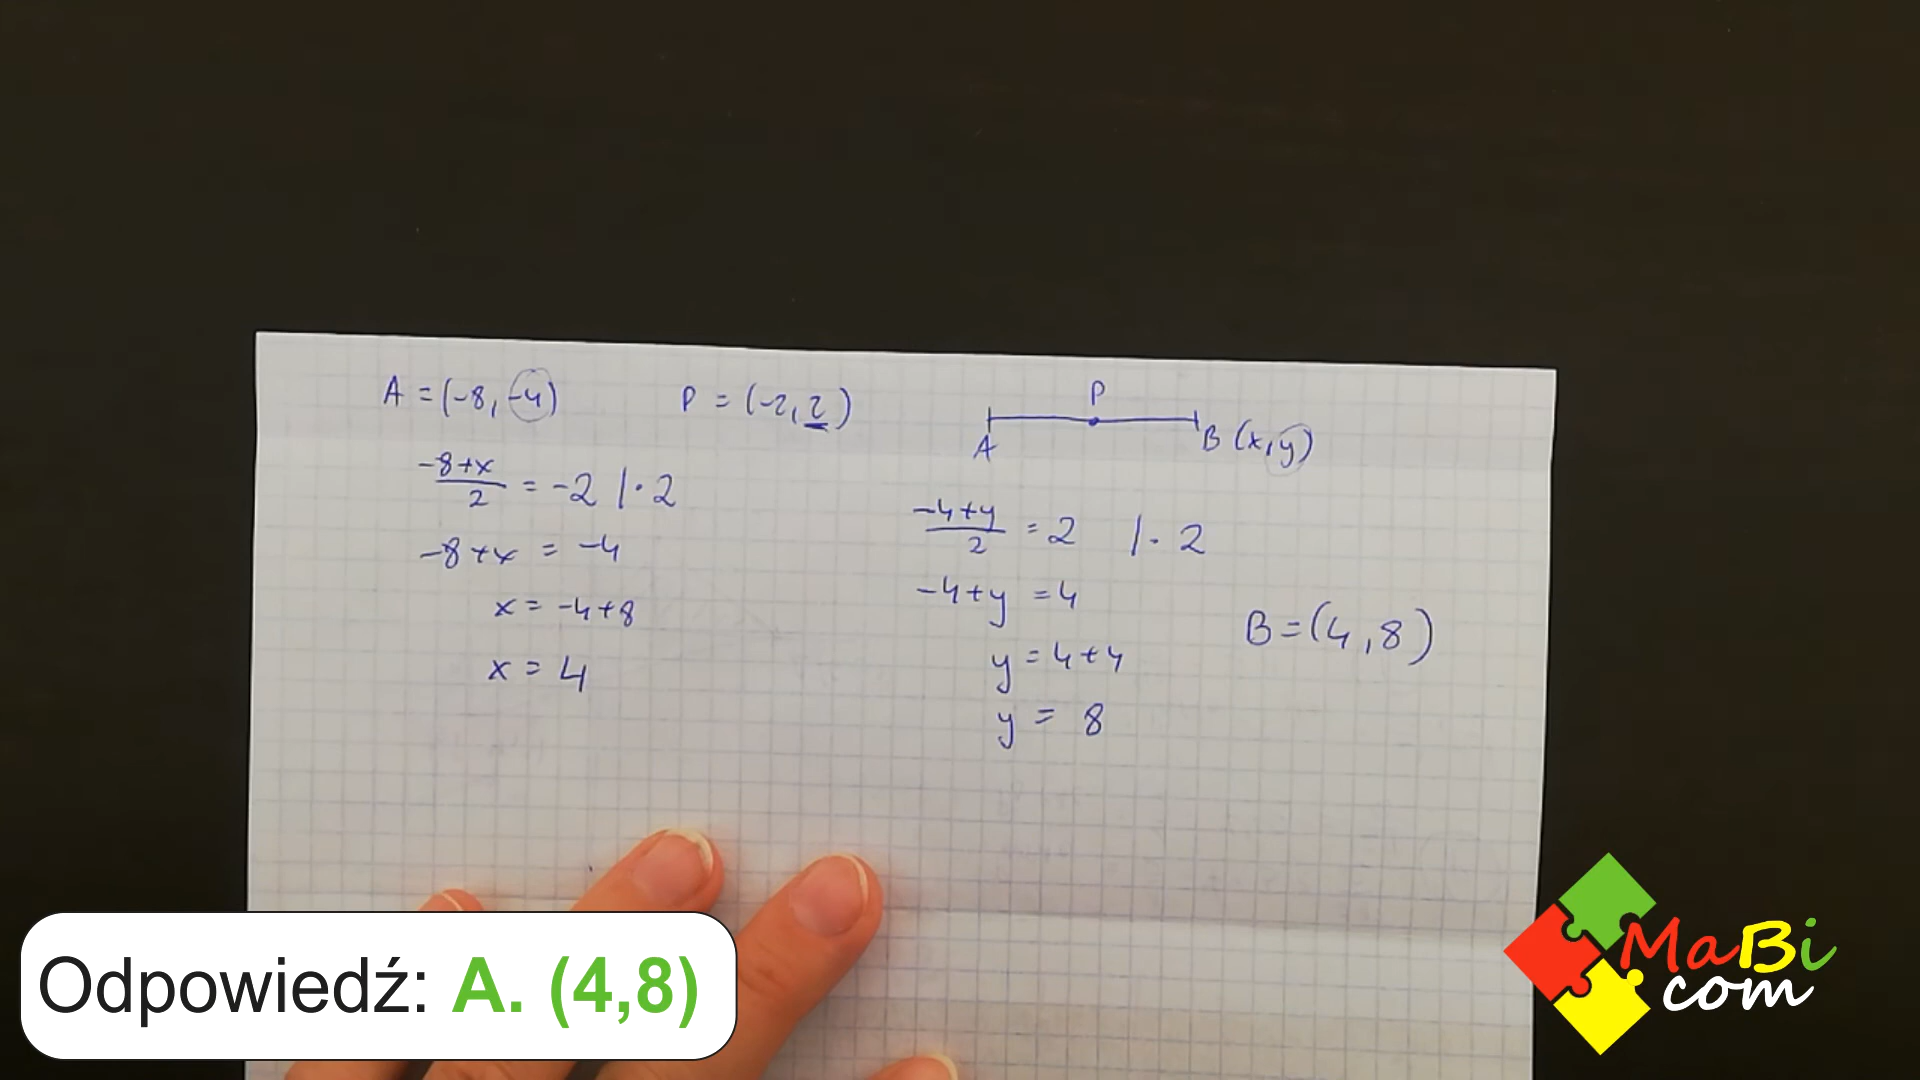 A = (-8, -4)
P = (-2, 2)
P
A
B (x, y)
-8+x
2
= -2 | · 2
-8+x = -4
x = -4+8
x = 4
-4+y
2
= 2 | · 2
-4+y = 4
y = 4+4
y = 8
B = (4, 8)
Odpowiedź: A. (4,8)
MaBi
com